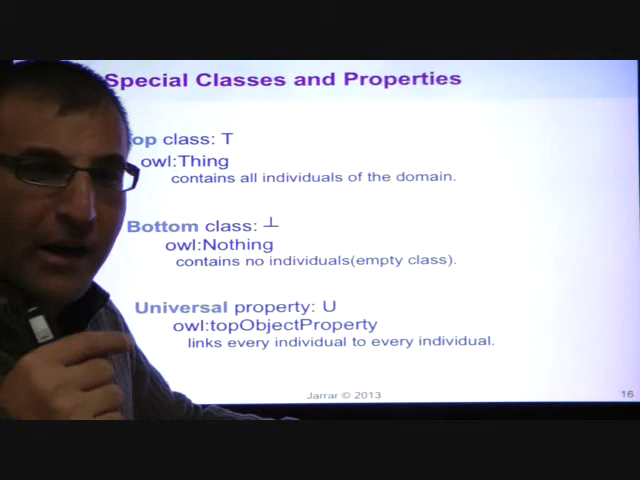 Special Classes and Properties
op class: T
owl:Thing
contains all individuals of the domain.
Bottom class: ⊥
owl:Nothing
contains no individuals(empty class).
Universal property: U
owl:topObjectProperty
links every individual to every individual.
Jarrar © 2013
16